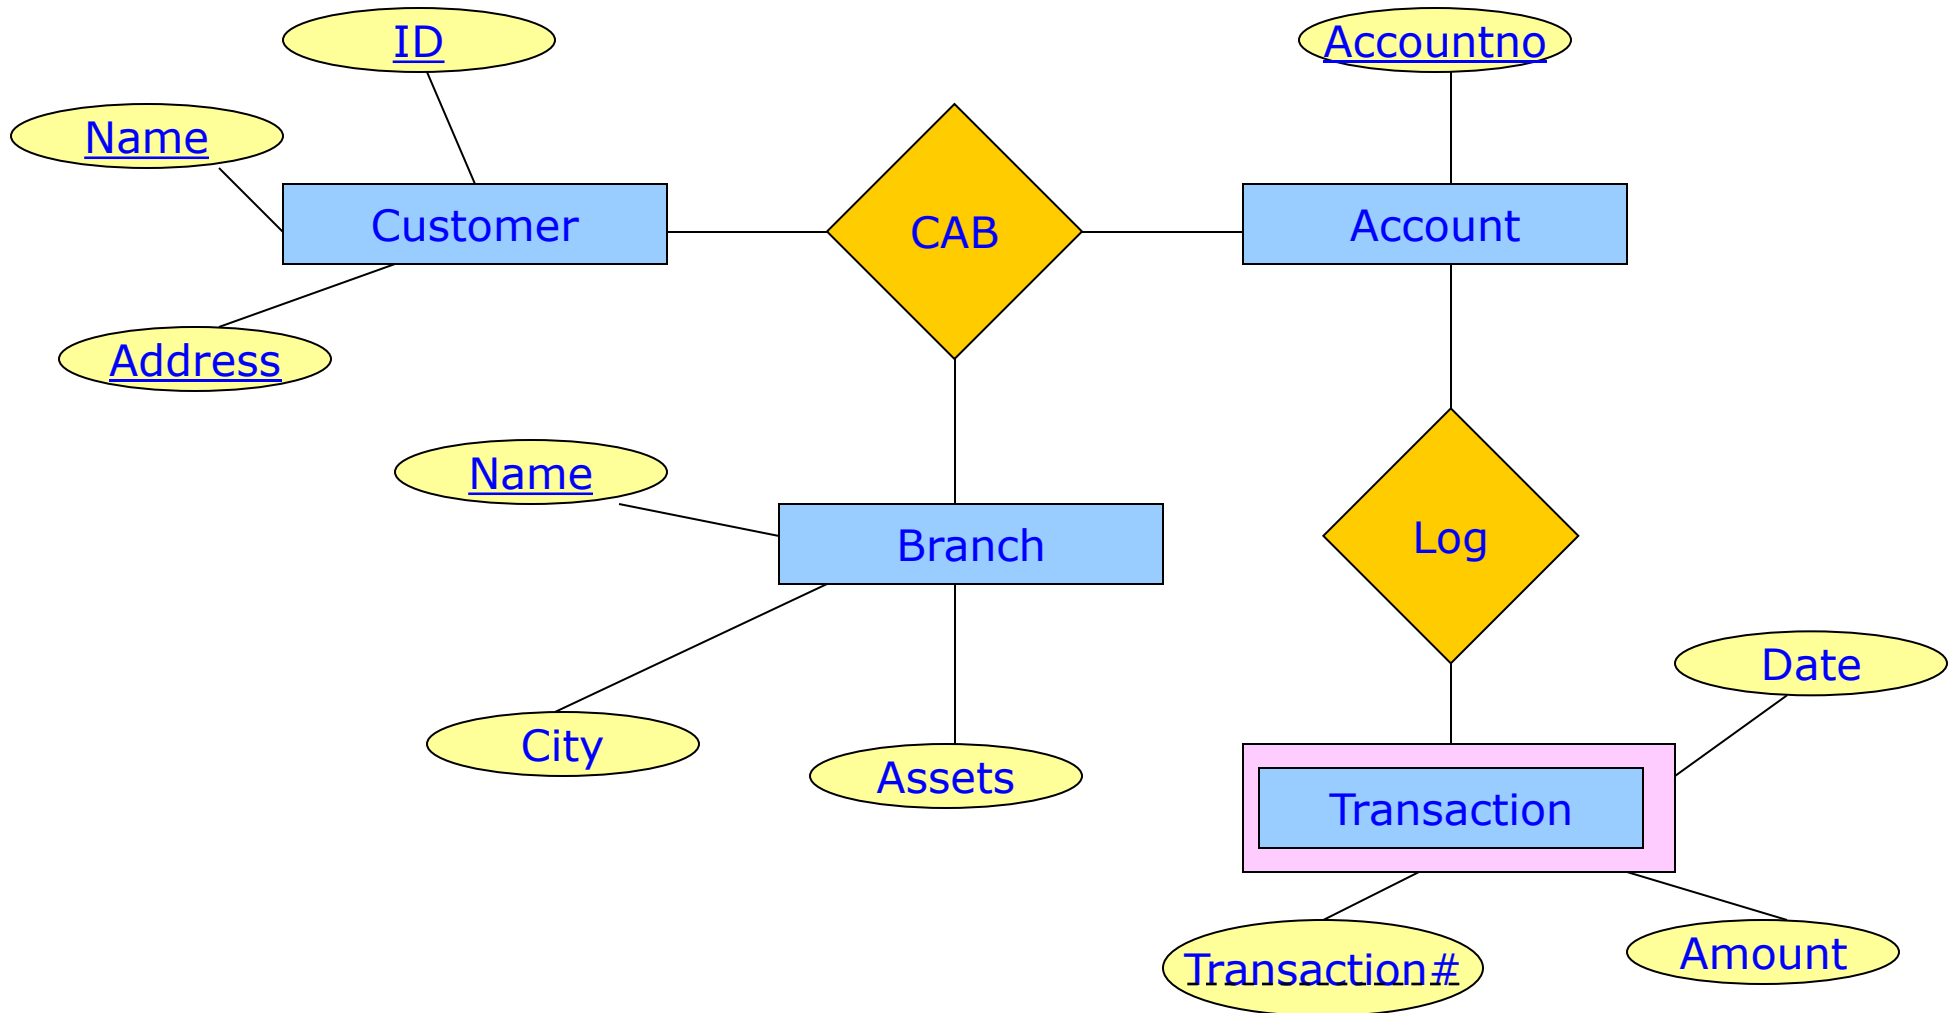 ID
Accountno
Name
Customer
CAB
Account
Address
Name
Branch
Log
Date
City
Assets
Transaction
Transaction#
Amount